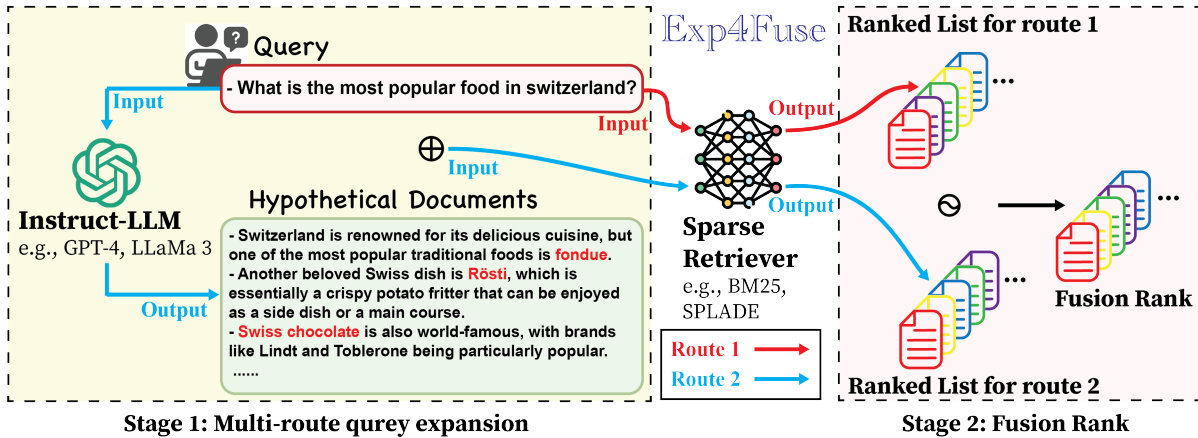 Exp4Fuse
Query
?
- What is the most popular food in switzerland?
Input
Input
Input
Instruct-LLM
e.g., GPT-4, LLaMa 3
Output
Hypothetical Documents
- Switzerland is renowned for its delicious cuisine, but
one of the most popular traditional foods is fondue.
- Another beloved Swiss dish is Rösti, which is
essentially a crispy potato fritter that can be enjoyed
as a side dish or a main course.
- Swiss chocolate is also world-famous, with brands
like Lindt and Toblerone being particularly popular.
......
Output
Output
Sparse
Retriever
e.g., BM25,
SPLADE
Route 1
Route 2
Ranked List for route 1
...
...
Fusion Rank
...
Ranked List for route 2
Stage 1: Multi-route qurey expansion
Stage 2: Fusion Rank